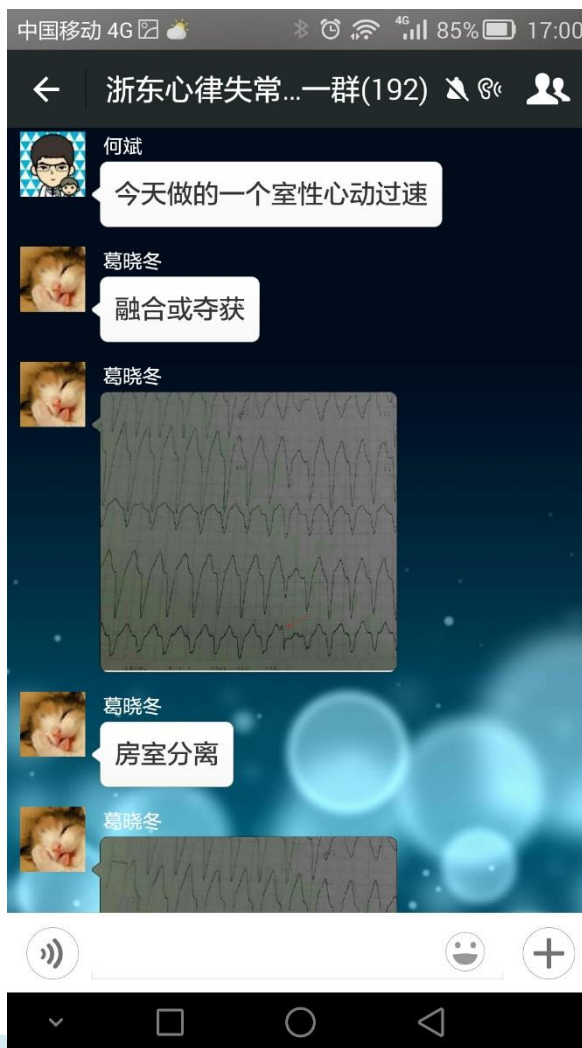 中国移动 4G 4G 85% 17:00
浙东心律失常...一群(192)
何斌
今天做的一个室性心动过速
葛晓冬
融合或夺获
葛晓冬
葛晓冬
房室分离
葛晓冬